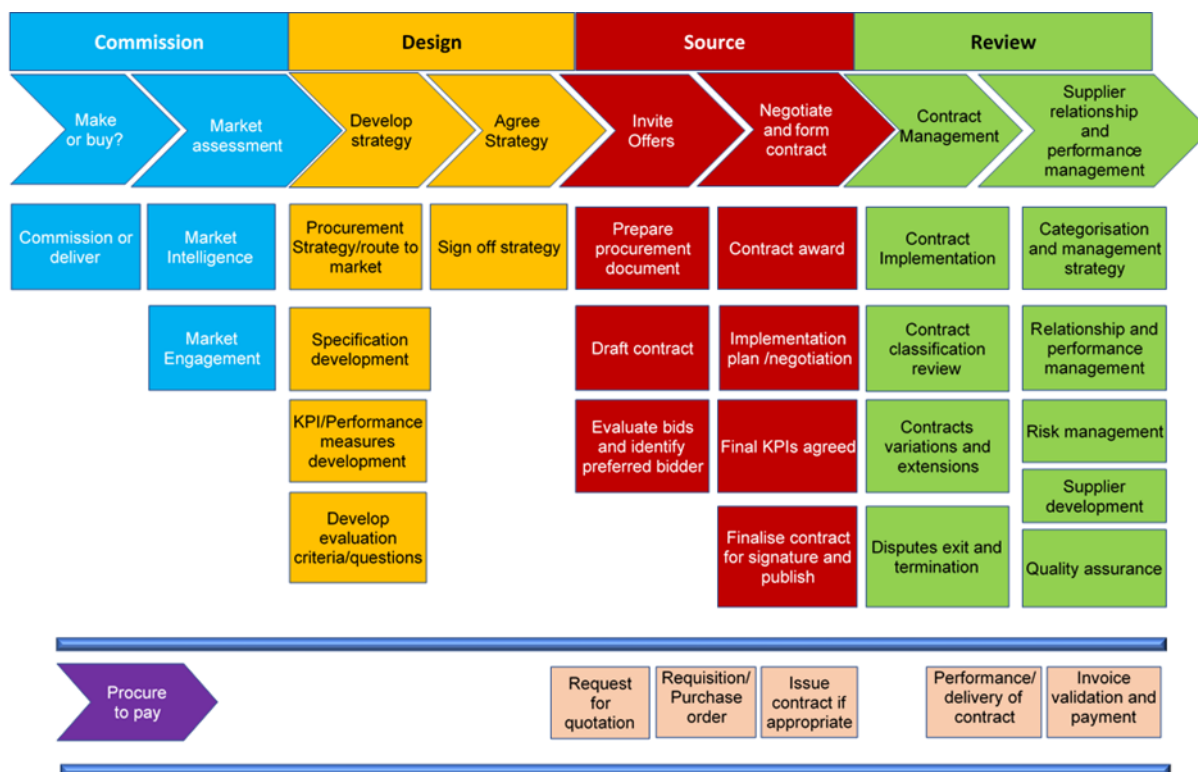 Commission
Design
Source
Review
Make
or buy?
Market
assessment
Develop
strategy
Agree
Strategy
Invite
Offers
Negotiate
and form
contract
Contract
Management
Supplier
relationship
and
performance
management
Commission or
deliver
Market
Intelligence
Procurement
Strategy/route to
market
Sign off strategy
Prepare
procurement
document
Contract award
Contract
Implementation
Categorisation
and management
strategy
Market
Engagement
Specification
development
Draft contract
Implementation
plan /negotiation
Contract
classification
review
Relationship and
performance
management
KPI/Performance
measures
development
Evaluate bids
and identify
preferred bidder
Final KPIs agreed
Contracts
variations and
extensions
Risk management
Supplier
development
Develop
evaluation
criteria/questions
Finalise contract
for signature and
publish
Disputes exit and
termination
Quality assurance
Procure
to pay
Request
for
quotation
Requisition/
Purchase
order
Issue
contract if
appropriate
Performance/
delivery of
contract
Invoice
validation and
payment